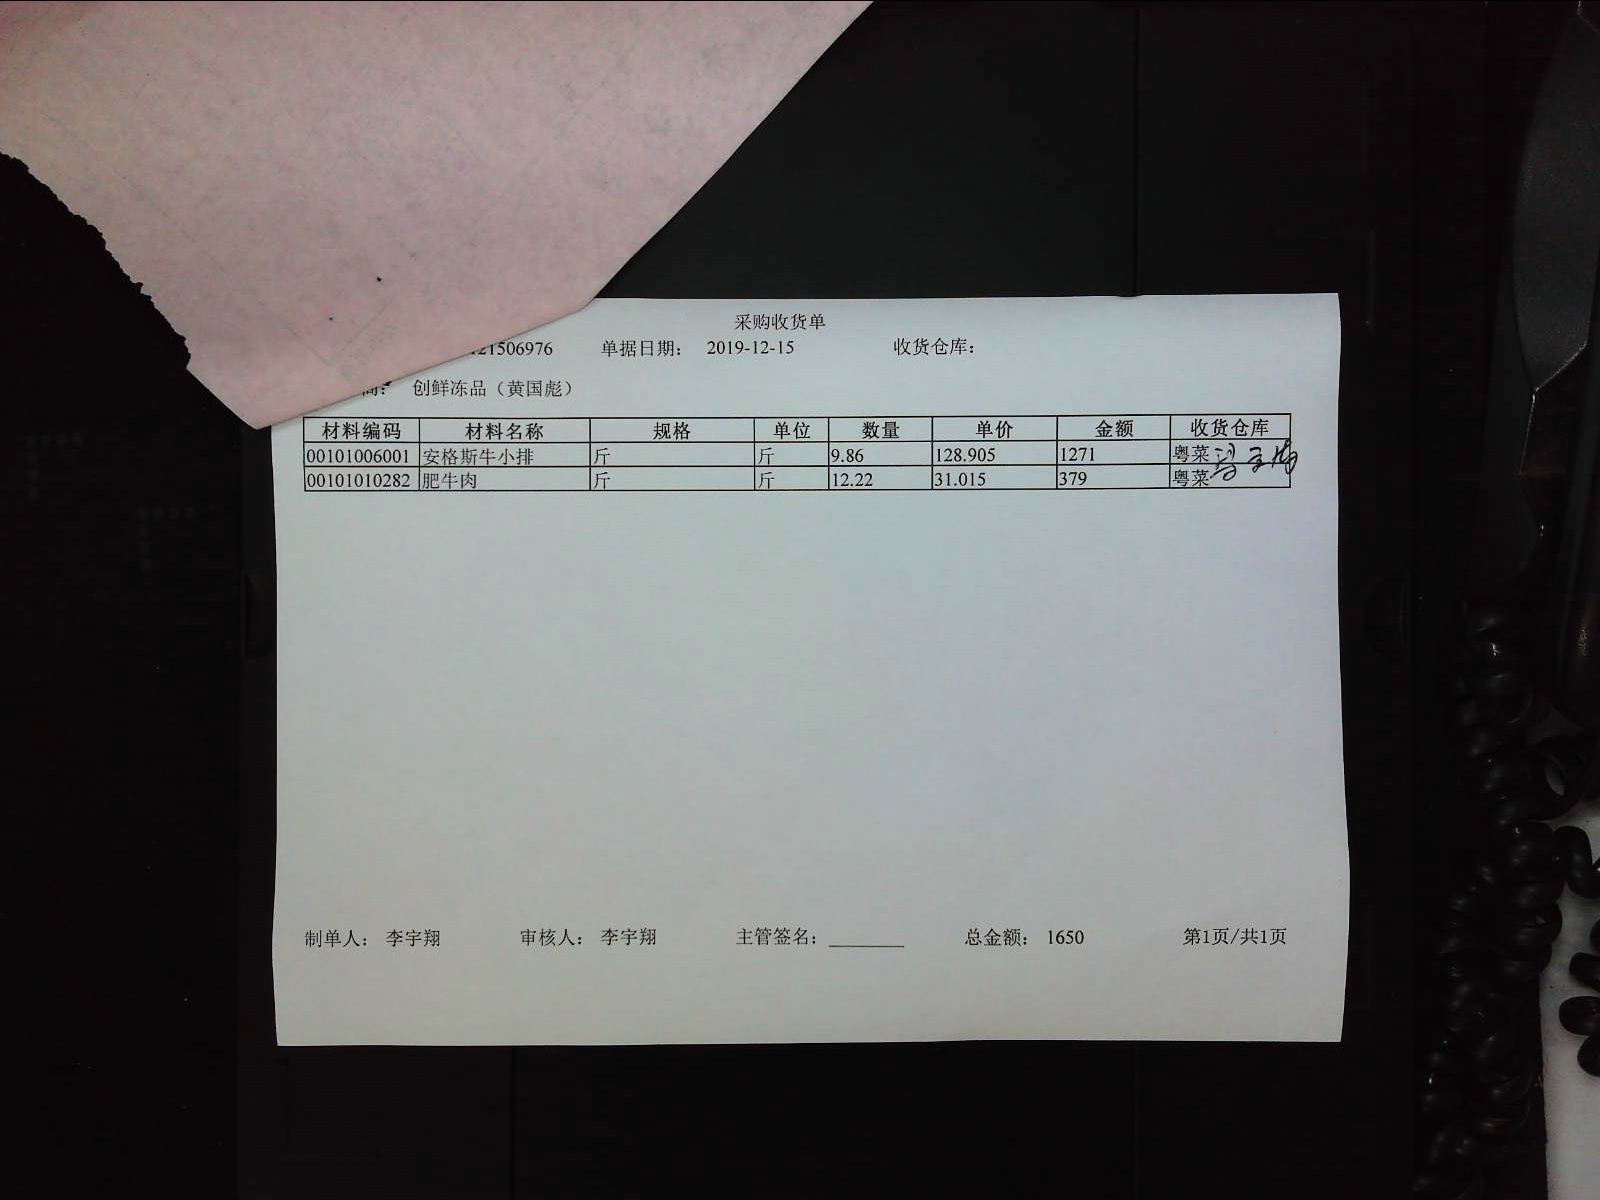 采购收货单
21506976 单据日期： 2019-12-15 收货仓库：
商： 创鲜冻品（黄国彪）
材料编码 材料名称 规格 单位 数量 单价 金额 收货仓库
00101006001 安格斯牛小排 斤 斤 9.86 128.905 1271 粤菜
00101010282 肥牛肉 斤 斤 12.22 31.015 379 粤菜
制单人： 李宇翔 审核人： 李宇翔 主管签名：________ 总金额： 1650 第1页/共1页